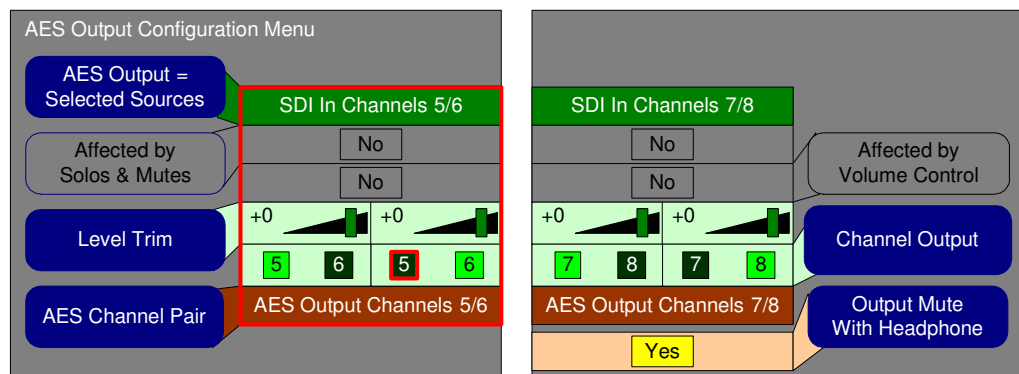 AES Output Configuration Menu
AES Output =
Selected Sources
SDI In Channels 5/6
SDI In Channels 7/8
Affected by
Solos & Mutes
No
No
No
No
Affected by
Volume Control
Level Trim
+0 +0
+0 +0
Channel Output
5 6 5 6
7 8 7 8
AES Channel Pair
AES Output Channels 5/6
AES Output Channels 7/8
Output Mute
With Headphone
Yes